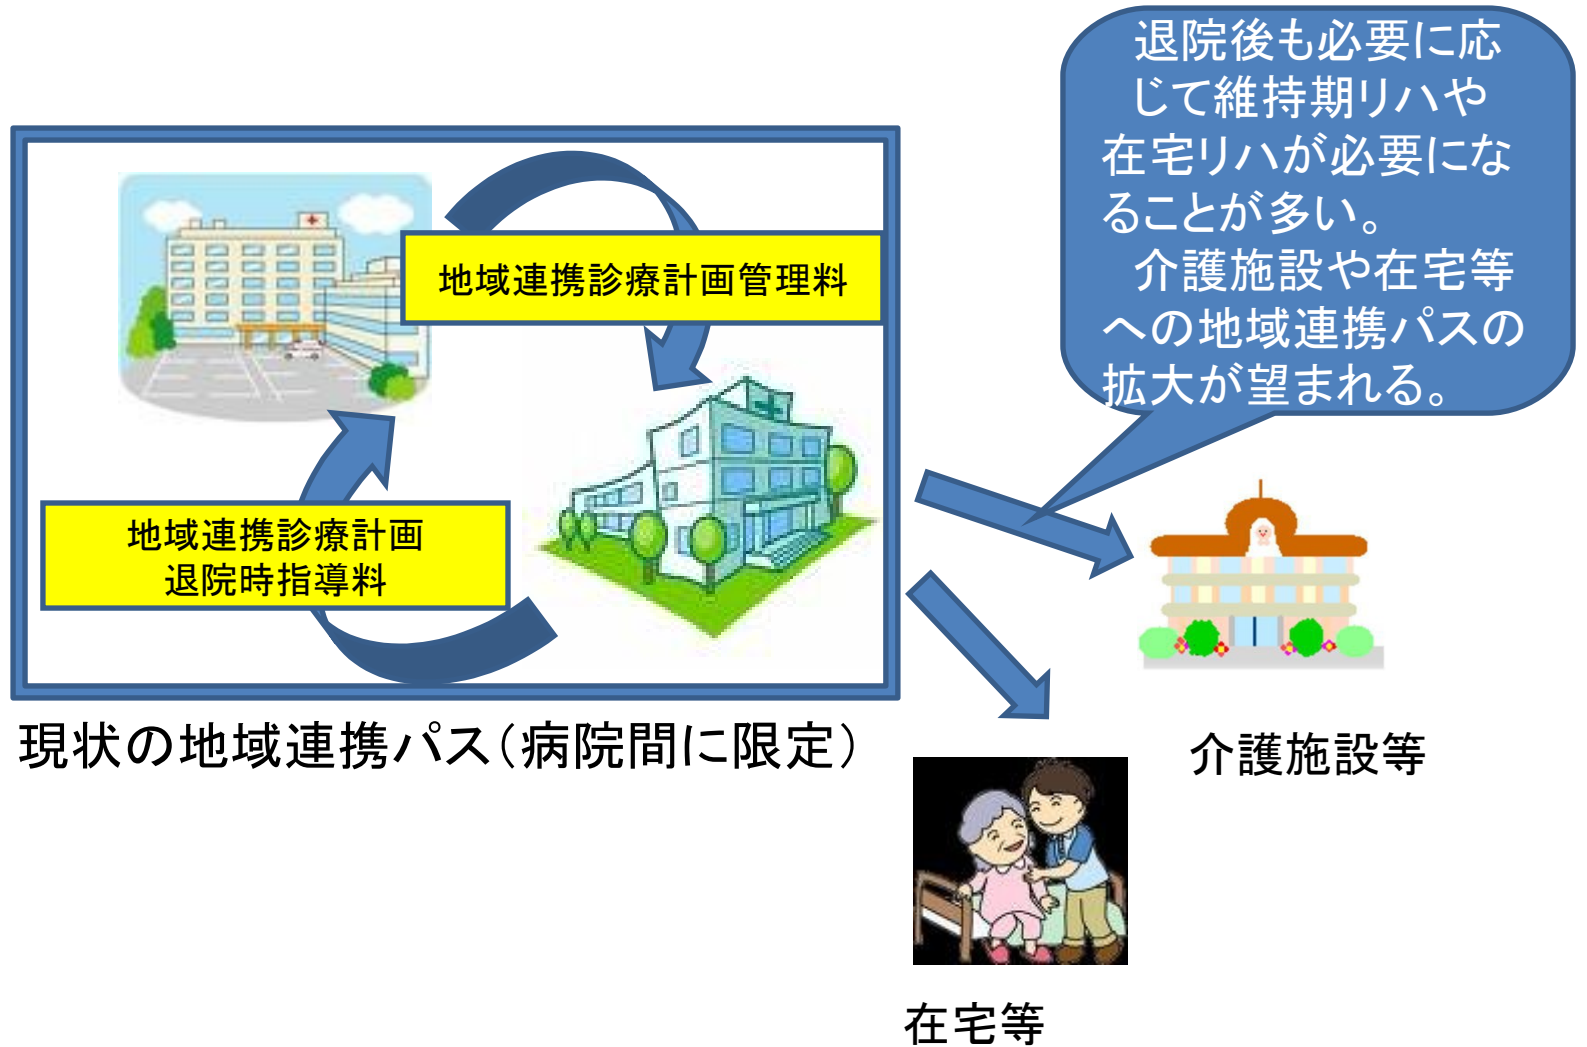 退院後も必要に応
じて維持期リハや
在宅リハが必要にな
ることが多い。
介護施設や在宅等
への地域連携パスの
拡大が望まれる。
地域連携診療計画管理料
地域連携診療計画
退院時指導料
現状の地域連携パス（病院間に限定）
介護施設等
在宅等